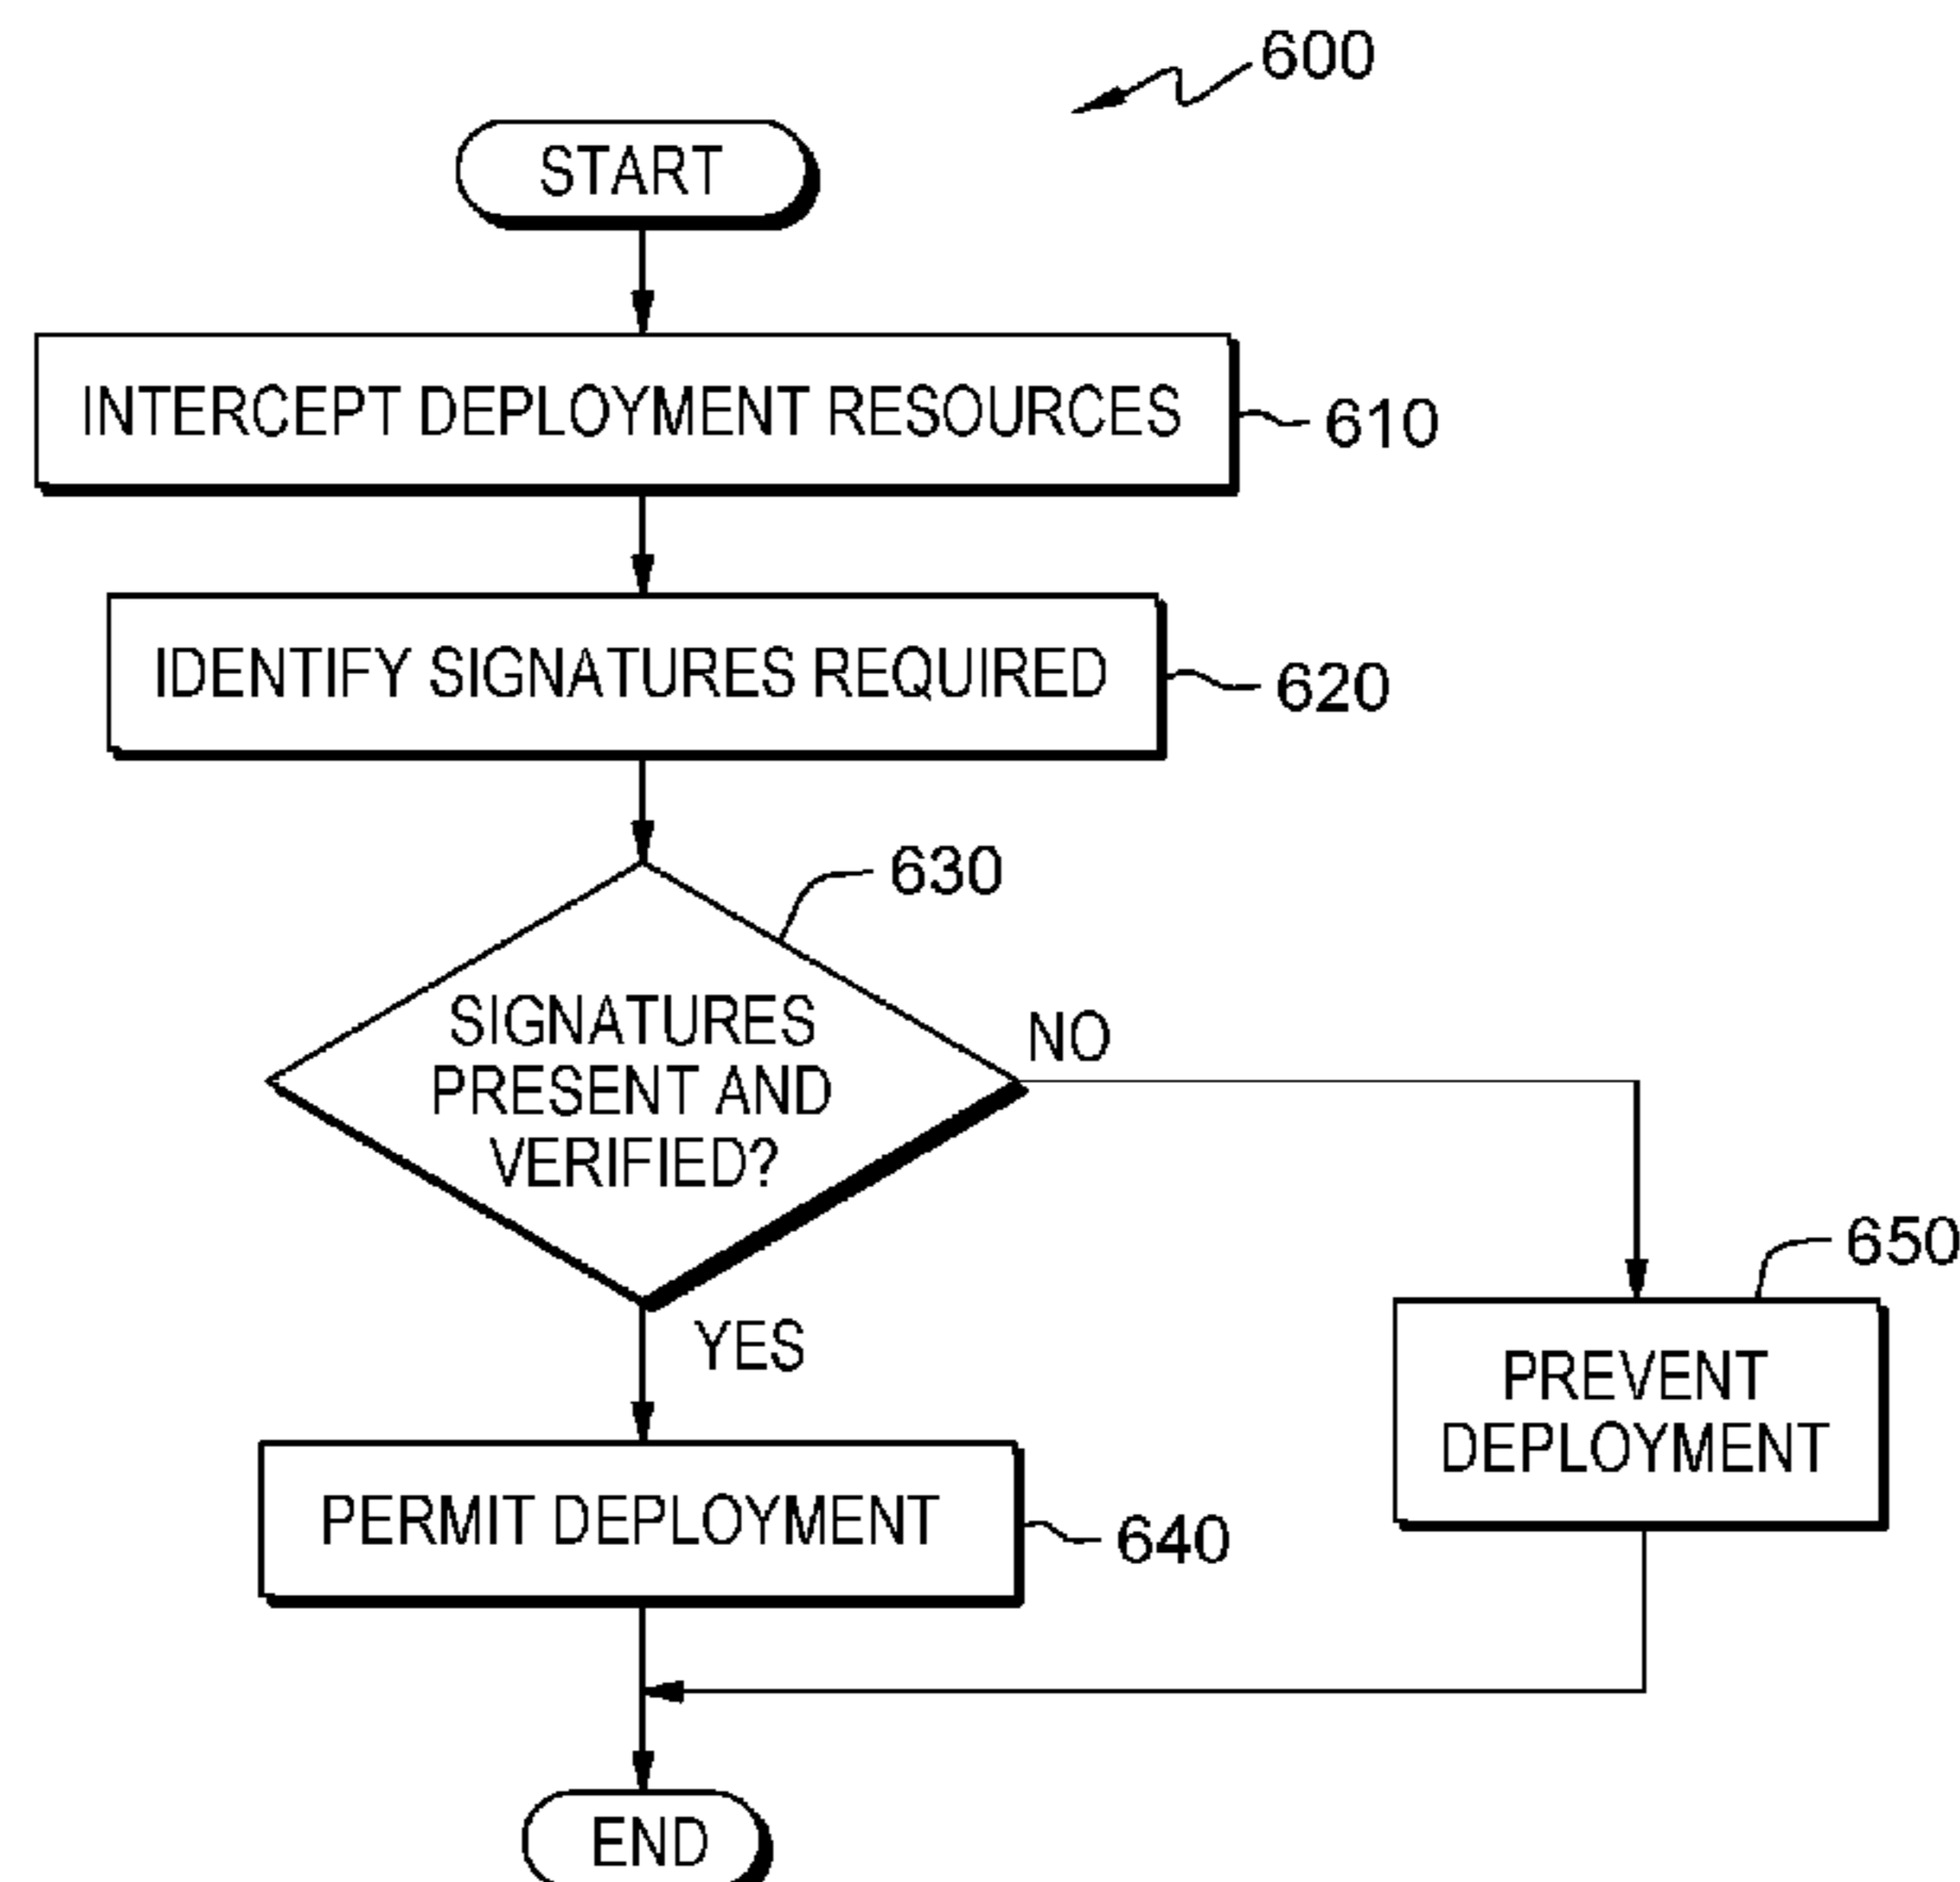 600
START
INTERCEPT DEPLOYMENT RESOURCES
610
IDENTIFY SIGNATURES REQUIRED
620
630
SIGNATURES
PRESENT AND
VERIFIED?
NO
YES
650
PREVENT
DEPLOYMENT
PERMIT DEPLOYMENT
640
END